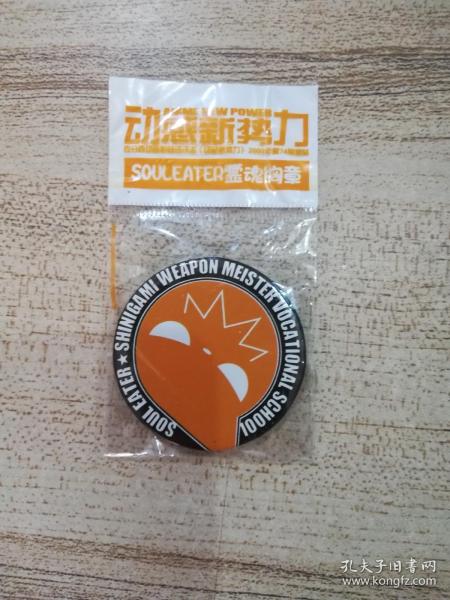 动感新势力
SOULEATER灵魂胸章
SOUL EATER★SHINIGAMI WEAPON MEISTER VOCATIONAL SCHOOL
孔夫子旧书网
www.kongfz.com